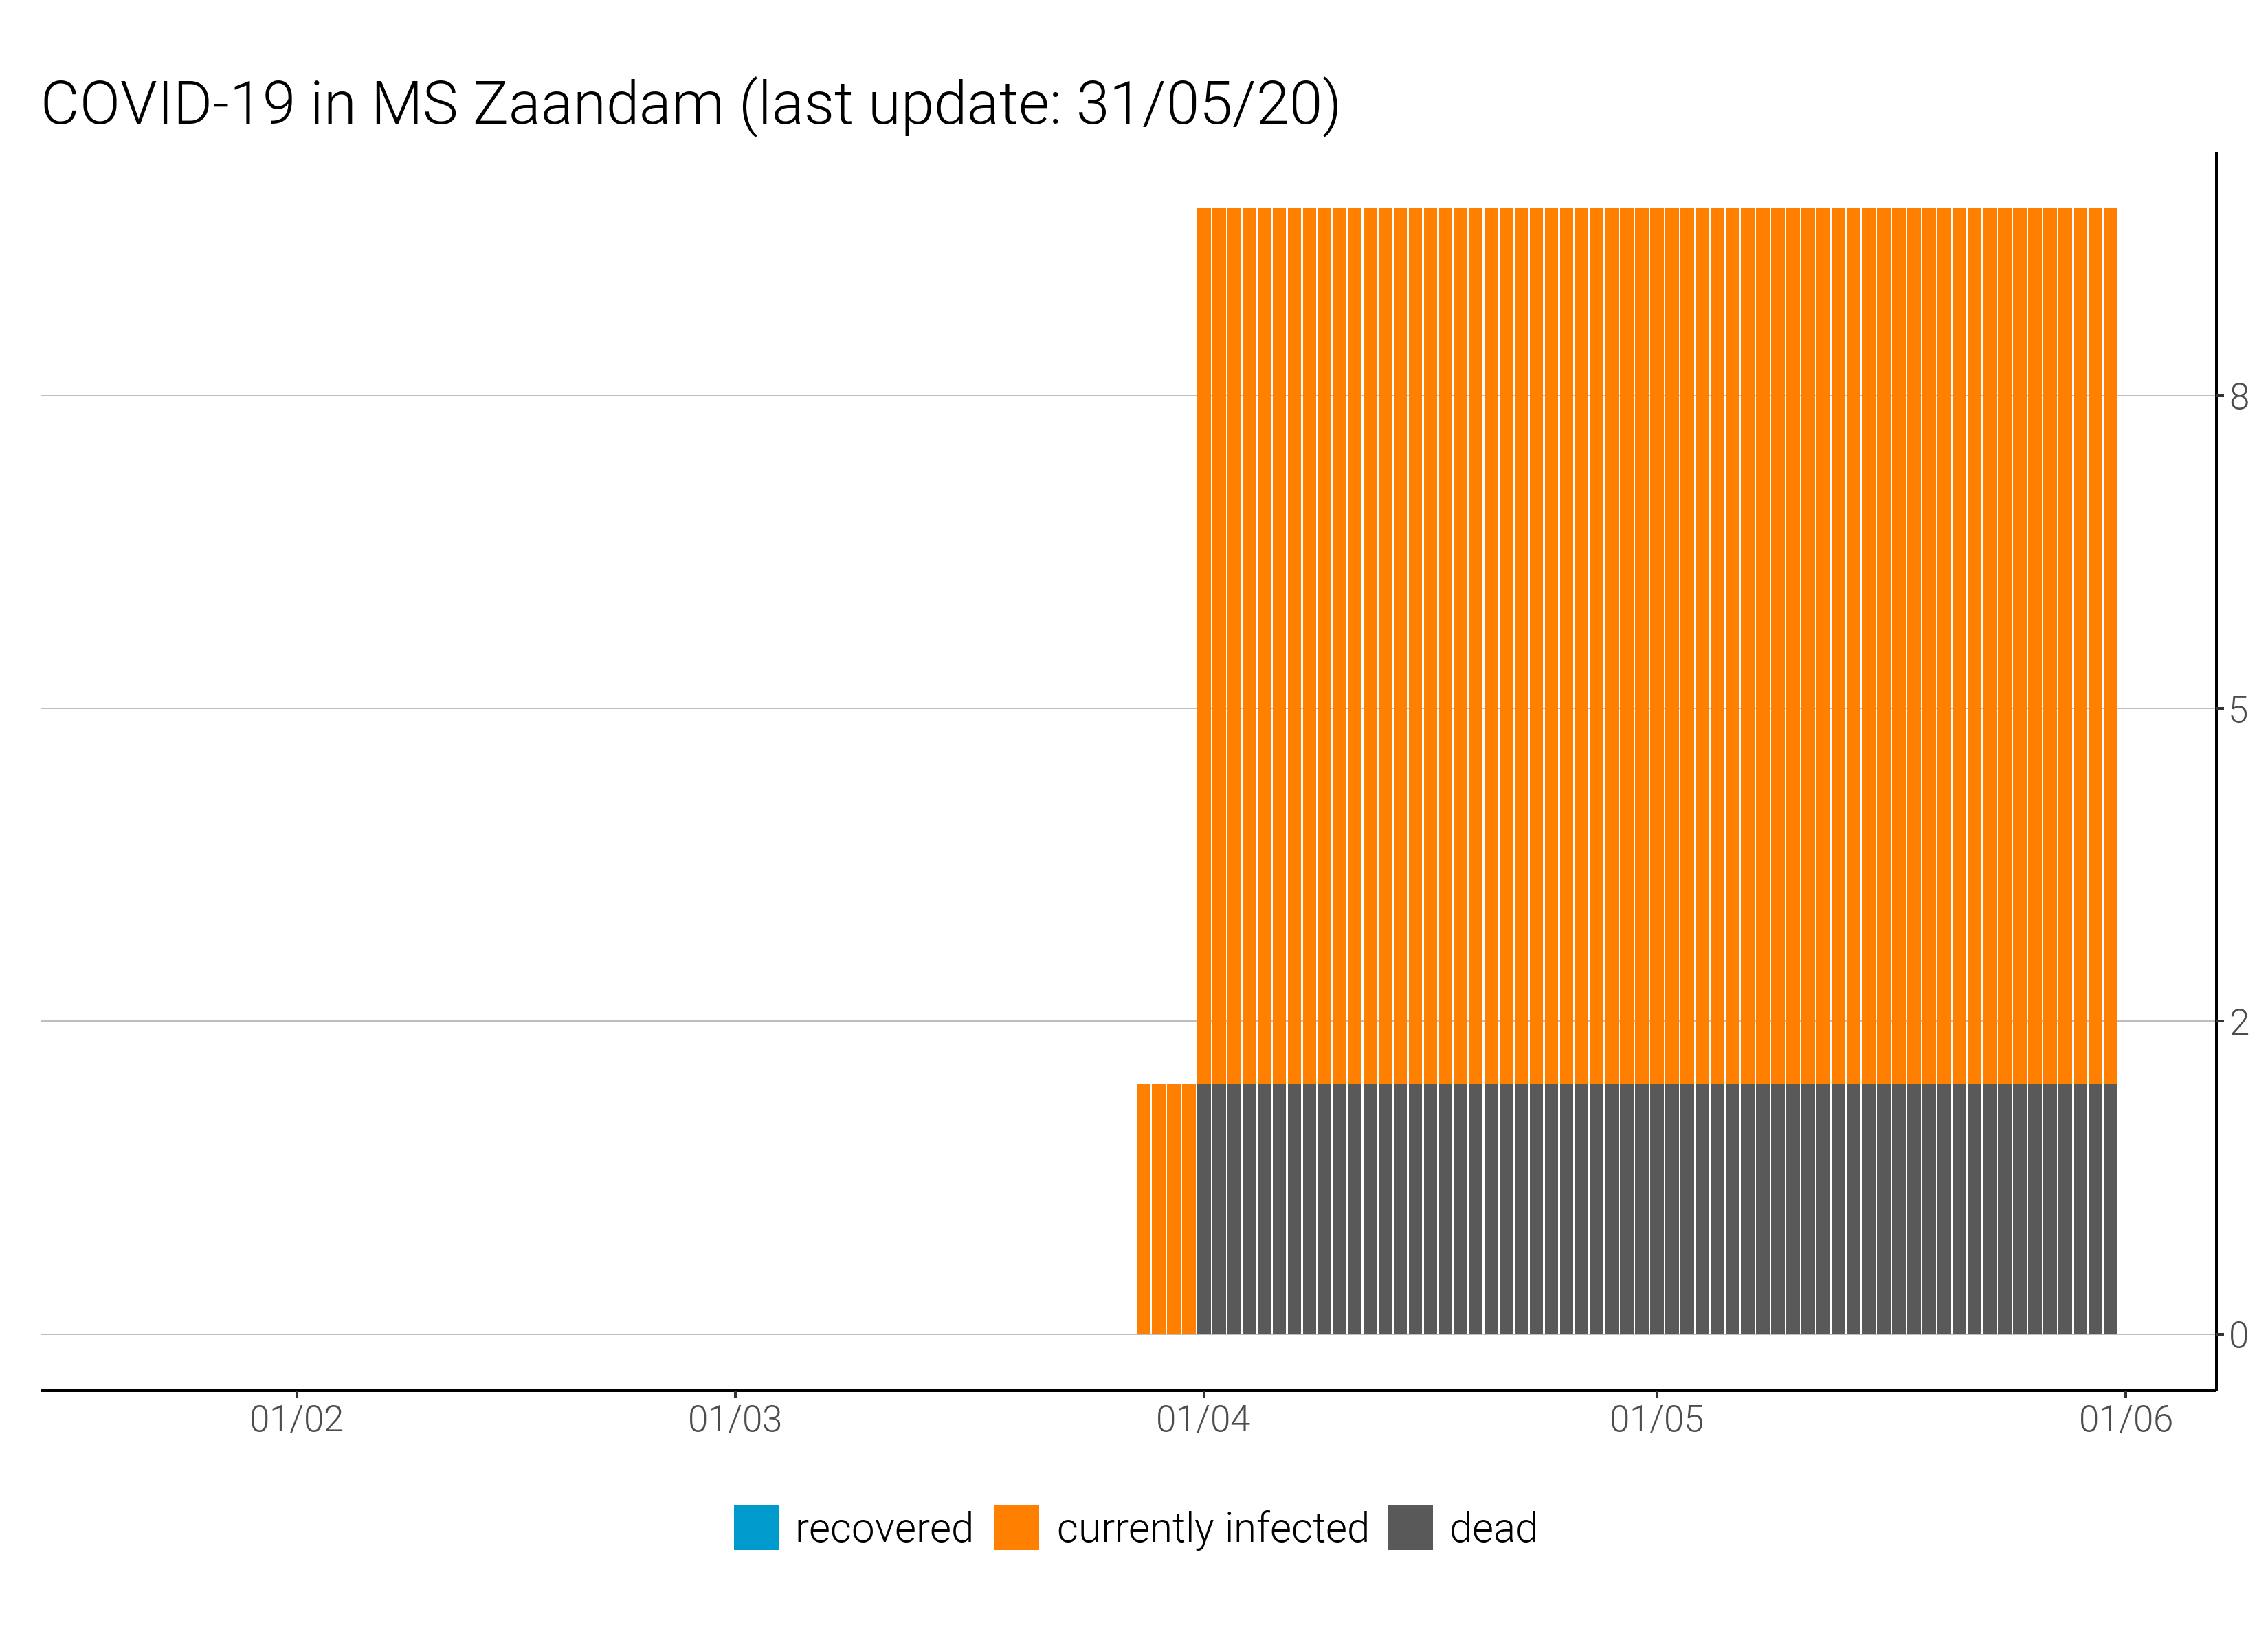 COVID-19 in MS Zaandam (last update: 31/05/20)
8
5
2
0
01/02 01/03 01/04 01/05 01/06
recovered currently infected dead